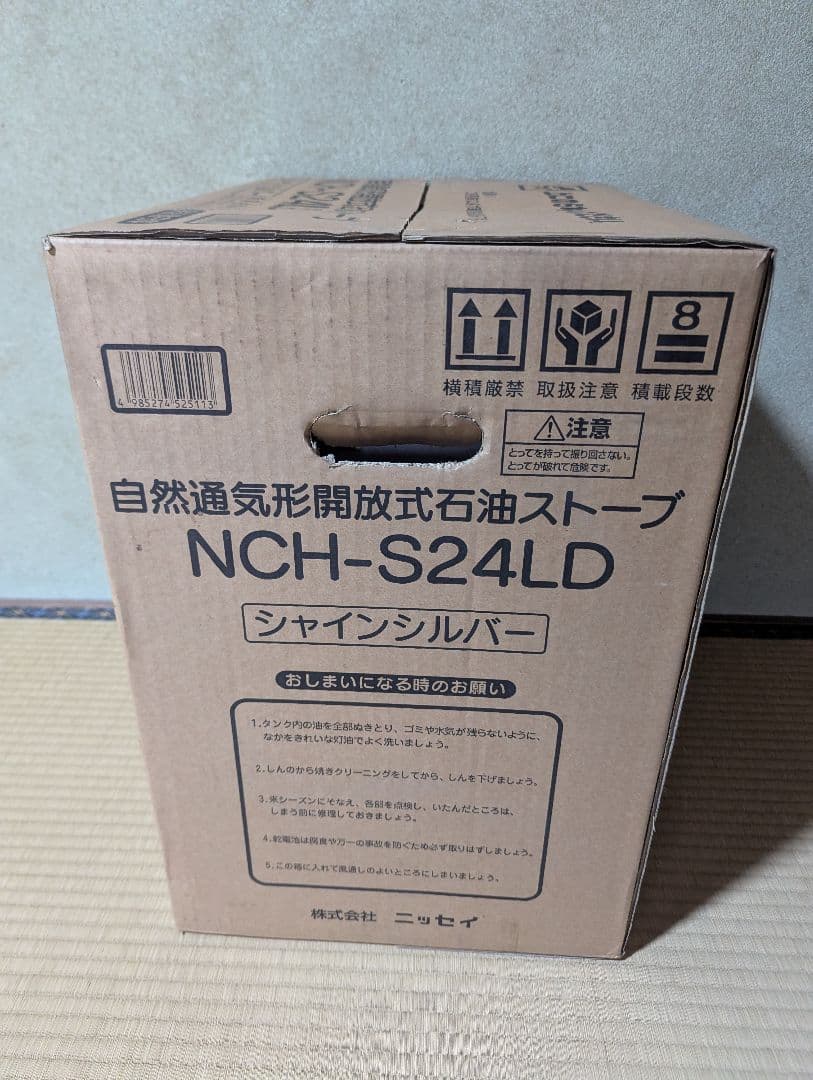 8
横積厳禁 取扱注意 積載段数
4 985274 525113
注意
とってを持って振り回さない。
とってが破れて危険です。
自然通気形開放式石油ストーブ
NCH-S24LD
シャインシルバー
おしまいになる時のお願い
1.タンク内の油を全部ぬきとり、ゴミや水気が残らないように、
なかをきれいな灯油でよく洗いましょう。
2.しんのから焼きクリーニングをしてから、しんを下げましょう。
3.来シーズンにそなえ、各部を点検し、いたんだところは、
しまう前に修理しておきましょう。
4.乾電池は腐食や万一の事故を防ぐため必ず取りはずしましょう。
5.この箱に入れて風通しのよいところにしまいましょう。
株式会社 ニッセイ